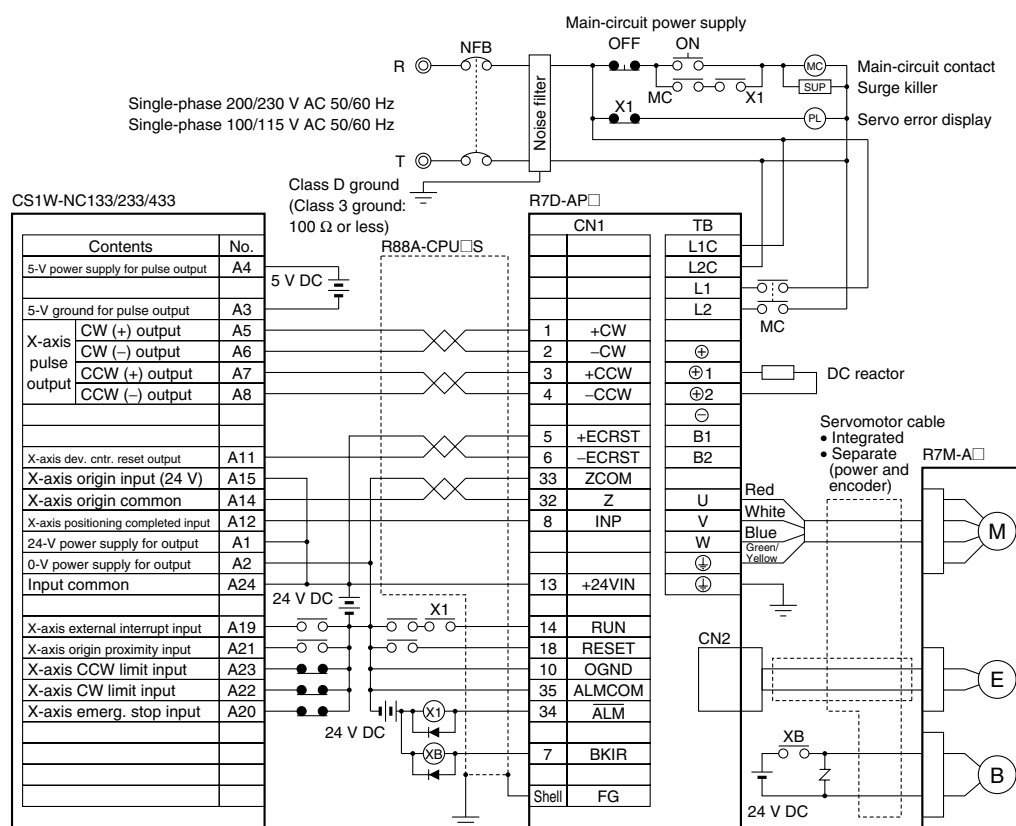 Main-circuit power supply
NFB OFF ON
R MC Main-circuit contact
MC X1 SUP Surge killer
Single-phase 200/230 V AC 50/60 Hz
Single-phase 100/115 V AC 50/60 Hz
Noise filter
X1 PL Servo error display
T
Class D ground
(Class 3 ground:
100 Ω or less)
CS1W-NC133/233/433 R7D-AP□
R88A-CPU□S
CN1 TB
Contents No. L1C
5-V power supply for pulse output A4 L2C
5 V DC L1
5-V ground for pulse output A3 L2
MC
X-axis pulse output
CW (+) output A5 1 +CW
CW (−) output A6 2 −CW ⊕
CCW (+) output A7 3 +CCW ⊕1 DC reactor
CCW (−) output A8 4 −CCW ⊕2
⊖
5 +ECRST B1
X-axis dev. cntr. reset output A11 6 −ECRST B2
X-axis origin input (24 V) A15 33 ZCOM
X-axis origin common A14 32 Z U
X-axis positioning completed input A12 8 INP V
24-V power supply for output A1 W
0-V power supply for output A2
Input common A24 13 +24VIN
24 V DC
X1
X-axis external interrupt input A19 14 RUN
X-axis origin proximity input A21 18 RESET
X-axis CCW limit input A23 10 OGND
X-axis CW limit input A22 35 ALMCOM
X-axis emerg. stop input A20 X1 34 ALM
24 V DC
XB 7 BKIR
Shell FG
Servomotor cable
• Integrated
• Separate
(power and
encoder)
R7M-A□
Red
White
Blue
Green/
Yellow
M
CN2
E
XB
B
24 V DC